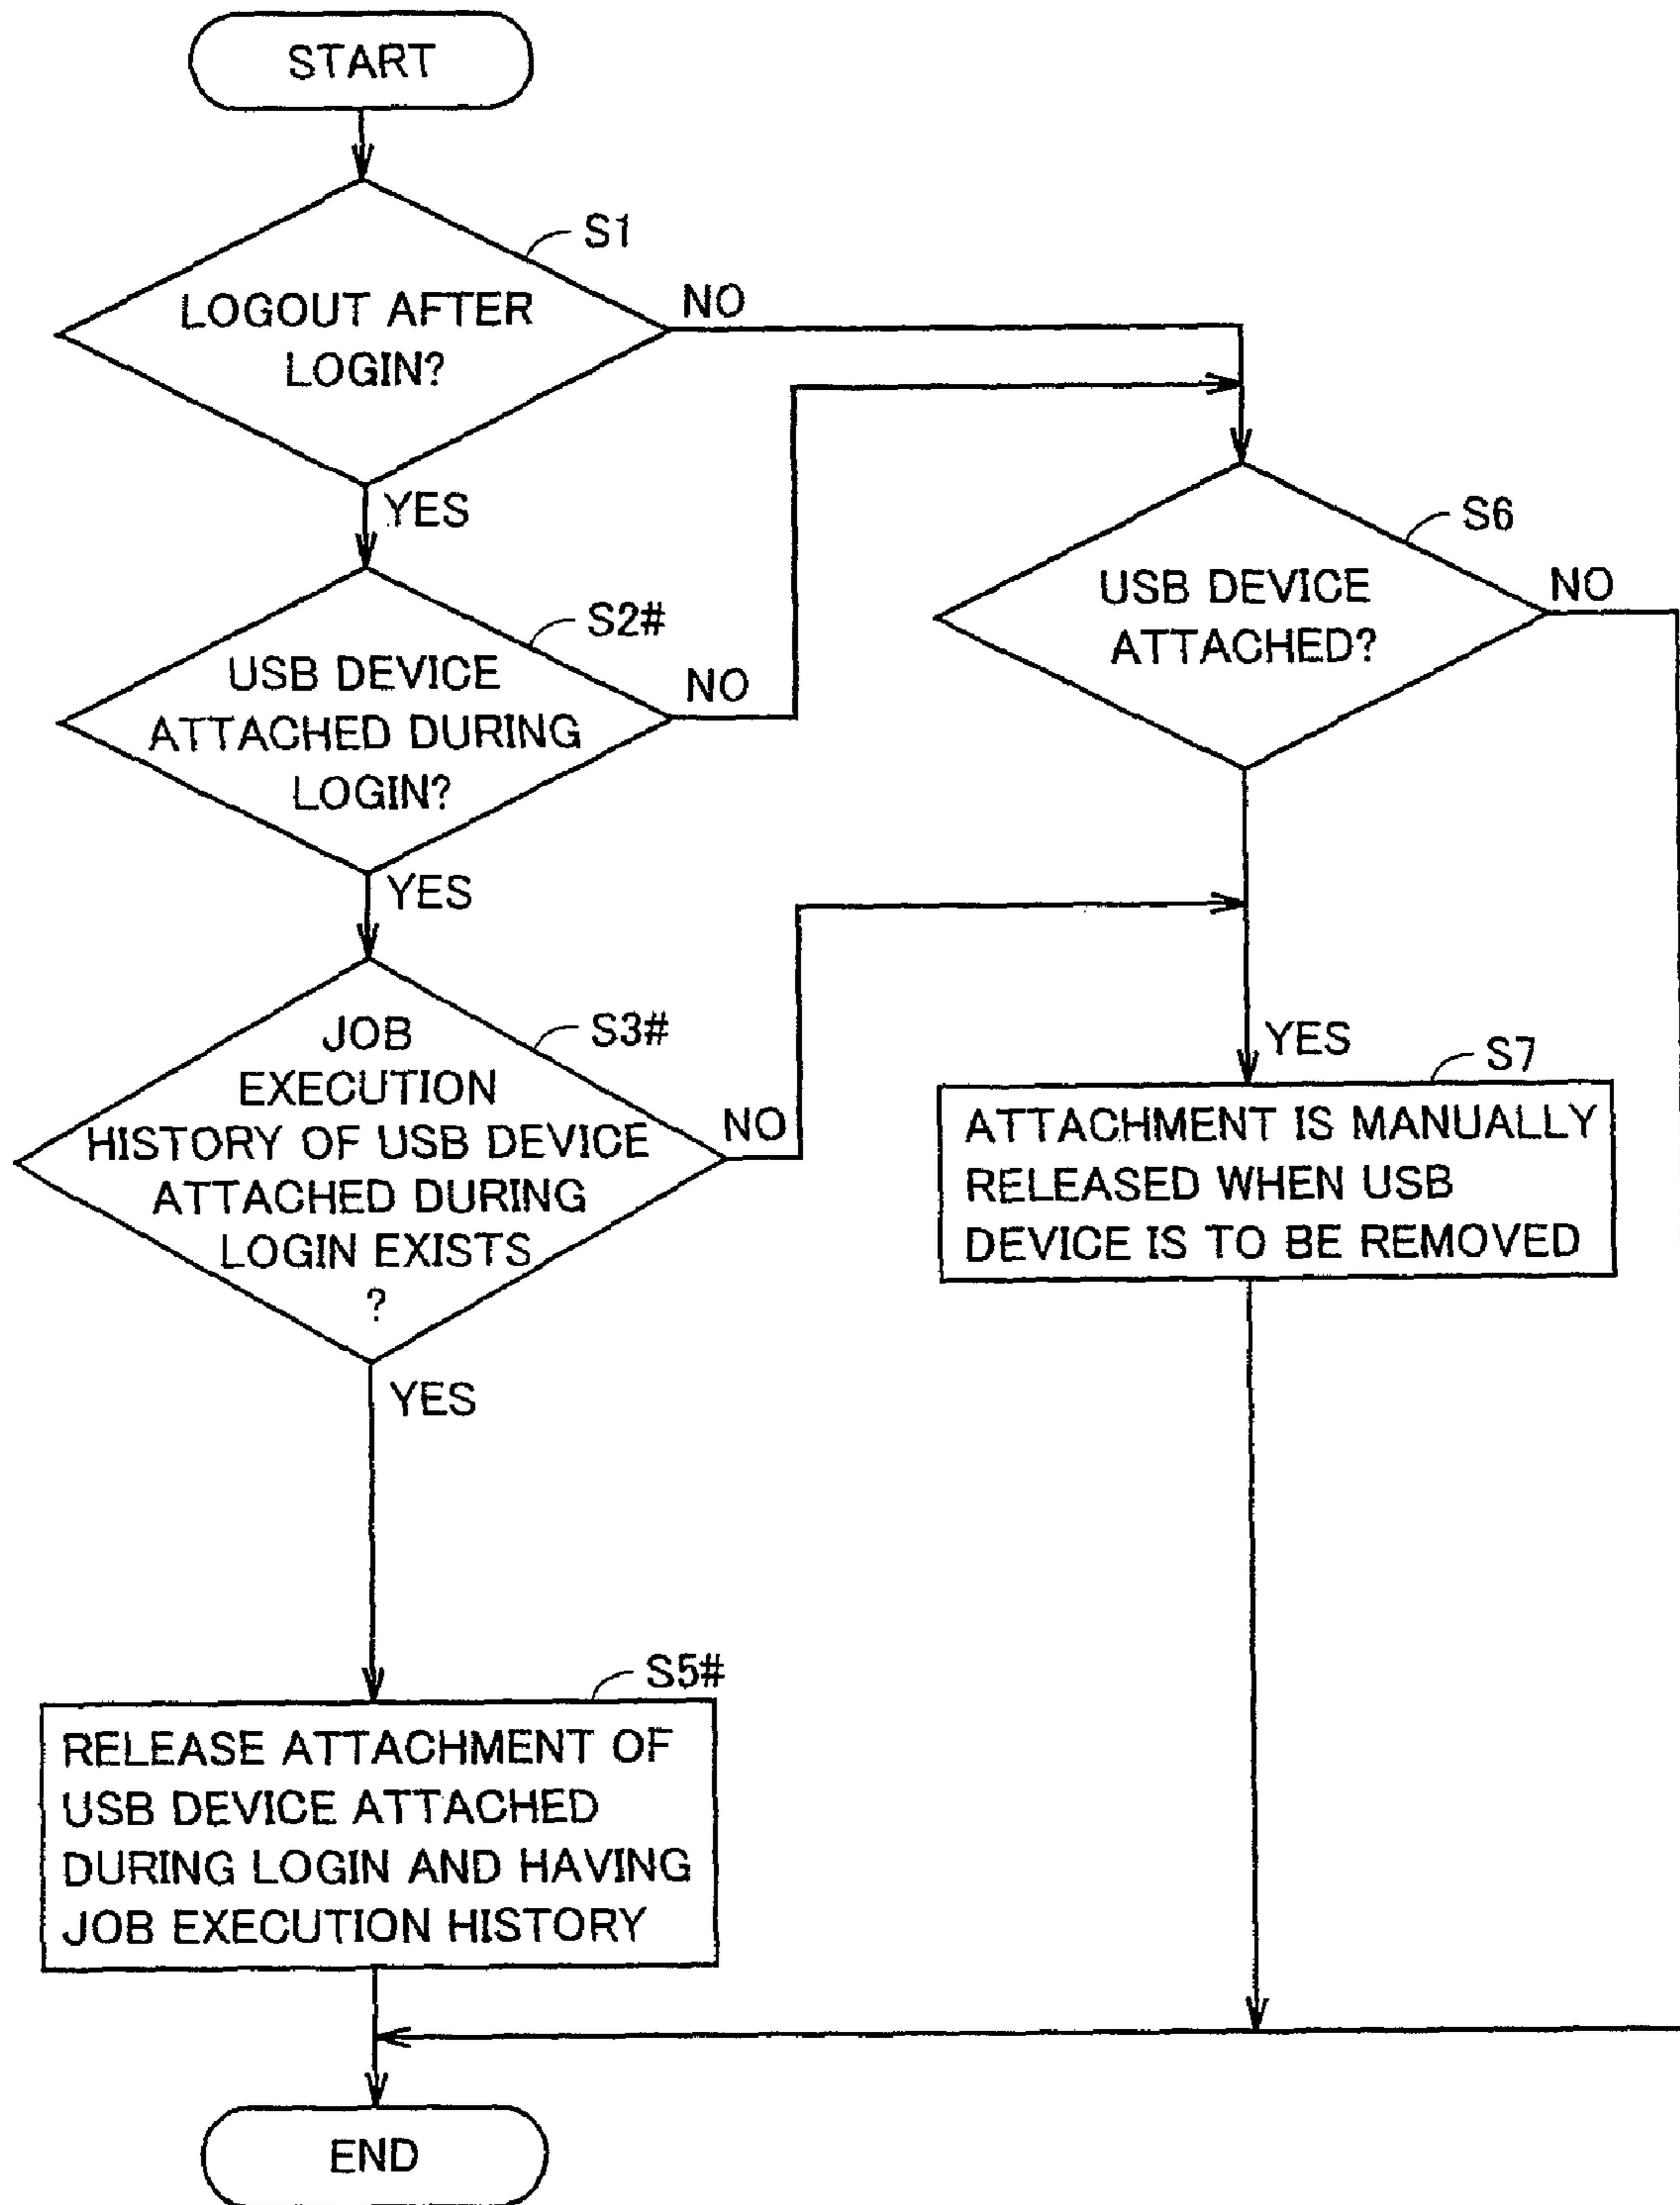 START
S1
LOGOUT AFTER
LOGIN?
NO
YES
S2#
USB DEVICE
ATTACHED DURING
LOGIN?
NO
YES
S3#
JOB
EXECUTION
HISTORY OF USB DEVICE
ATTACHED DURING
LOGIN EXISTS
?
NO
YES
S6
USB DEVICE
ATTACHED?
NO
YES
S7
ATTACHMENT IS MANUALLY
RELEASED WHEN USB
DEVICE IS TO BE REMOVED
S5#
RELEASE ATTACHMENT OF
USB DEVICE ATTACHED
DURING LOGIN AND HAVING
JOB EXECUTION HISTORY
END